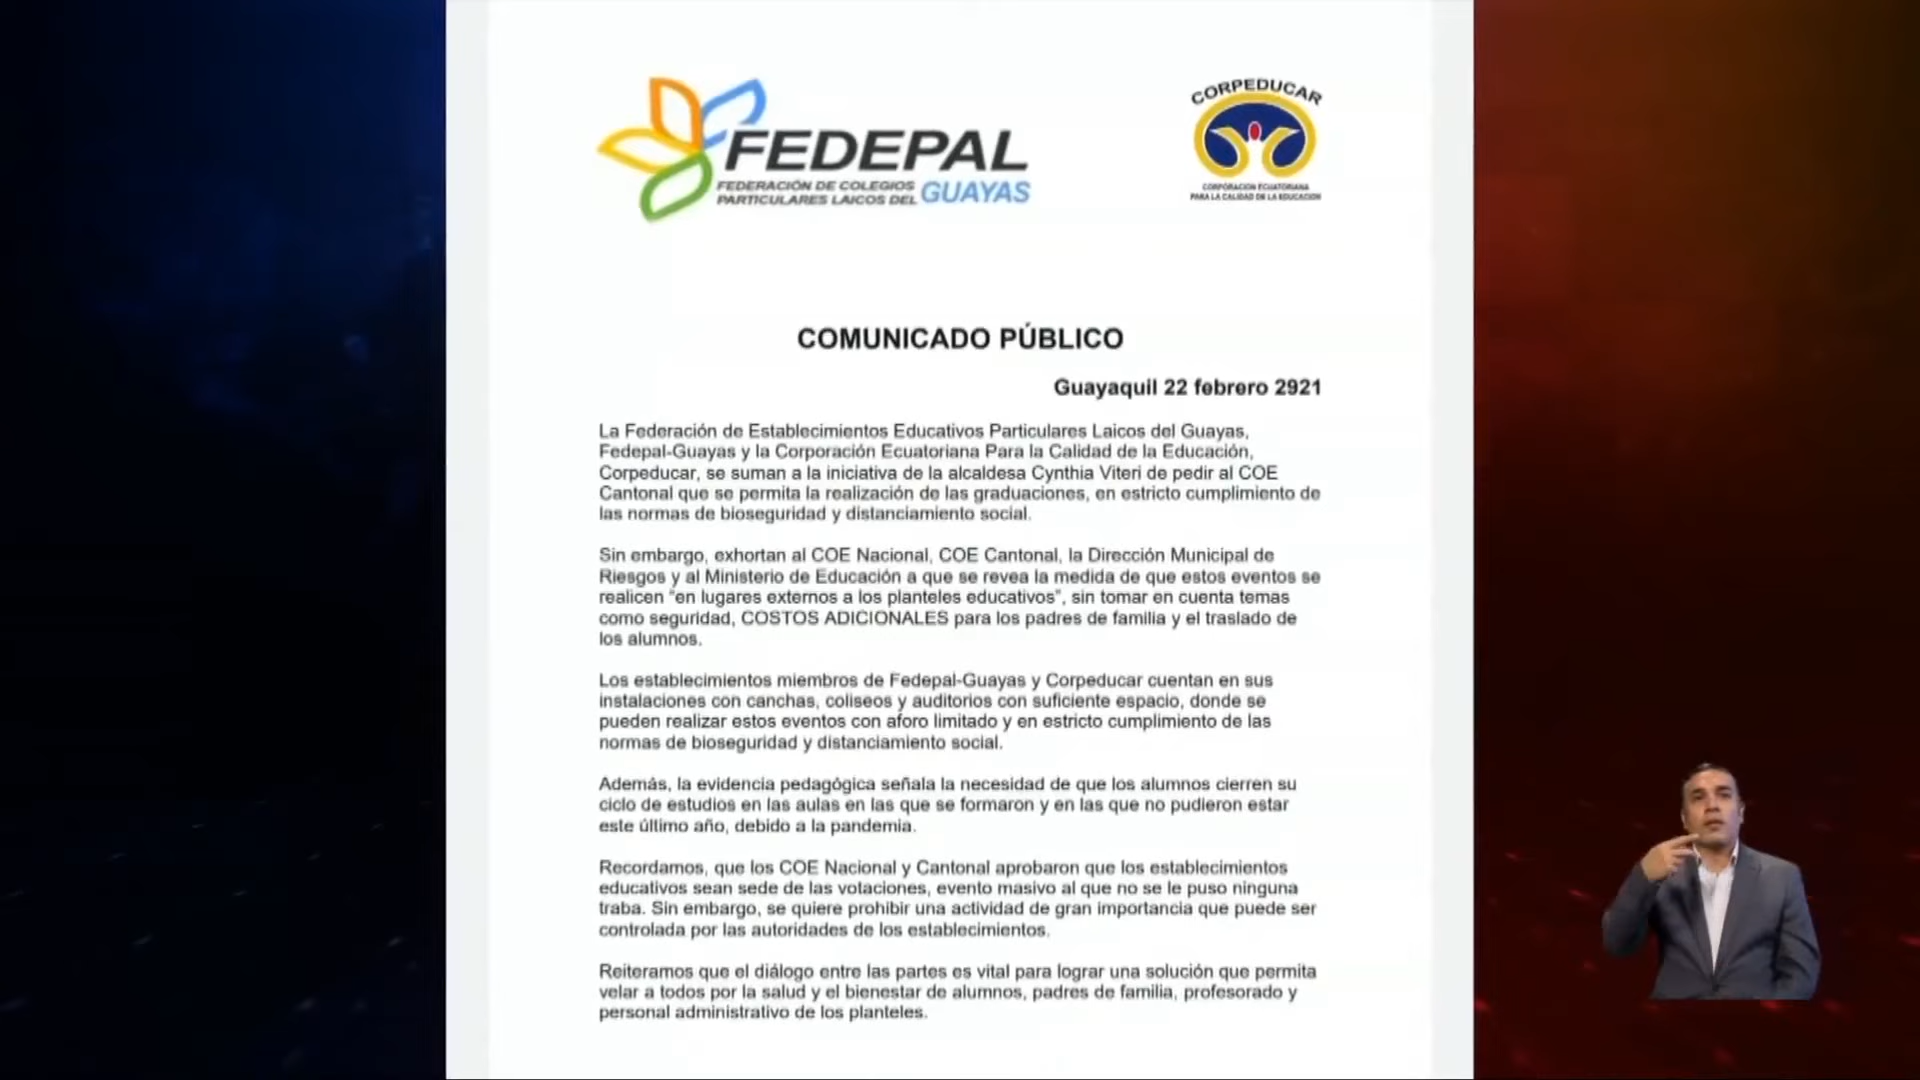 FEDEPAL
FEDERACIÓN DE COLEGIOS
PARTICULARES LAICOS DEL GUAYAS
CORPEDUCAR
CORPORACIÓN ECUATORIANA
PARA LA CALIDAD DE LA EDUCACIÓN
COMUNICADO PÚBLICO
Guayaquil 22 febrero 2921
La Federación de Establecimientos Educativos Particulares Laicos del Guayas,
Fedepal-Guayas y la Corporación Ecuatoriana Para la Calidad de la Educación,
Corpeducar, se suman a la iniciativa de la alcaldesa Cynthia Viteri de pedir al COE
Cantonal que se permita la realización de las graduaciones, en estricto cumplimiento de
las normas de bioseguridad y distanciamiento social.
Sin embargo, exhortan al COE Nacional, COE Cantonal, la Dirección Municipal de
Riesgos y al Ministerio de Educación a que se revea la medida de que estos eventos se
realicen "en lugares externos a los planteles educativos", sin tomar en cuenta temas
como seguridad, COSTOS ADICIONALES para los padres de familia y el traslado de
los alumnos.
Los establecimientos miembros de Fedepal-Guayas y Corpeducar cuentan en sus
instalaciones con canchas, coliseos y auditorios con suficiente espacio, donde se
pueden realizar estos eventos con aforo limitado y en estricto cumplimiento de las
normas de bioseguridad y distanciamiento social.
Además, la evidencia pedagógica señala la necesidad de que los alumnos cierren su
ciclo de estudios en las aulas en las que se formaron y en las que no pudieron estar
este último año, debido a la pandemia.
Recordamos, que los COE Nacional y Cantonal aprobaron que los establecimientos
educativos sean sede de las votaciones, evento masivo al que no se le puso ninguna
traba. Sin embargo, se quiere prohibir una actividad de gran importancia que puede ser
controlada por las autoridades de los establecimientos.
Reiteramos que el diálogo entre las partes es vital para lograr una solución que permita
velar a todos por la salud y el bienestar de alumnos, padres de familia, profesorado y
personal administrativo de los planteles.